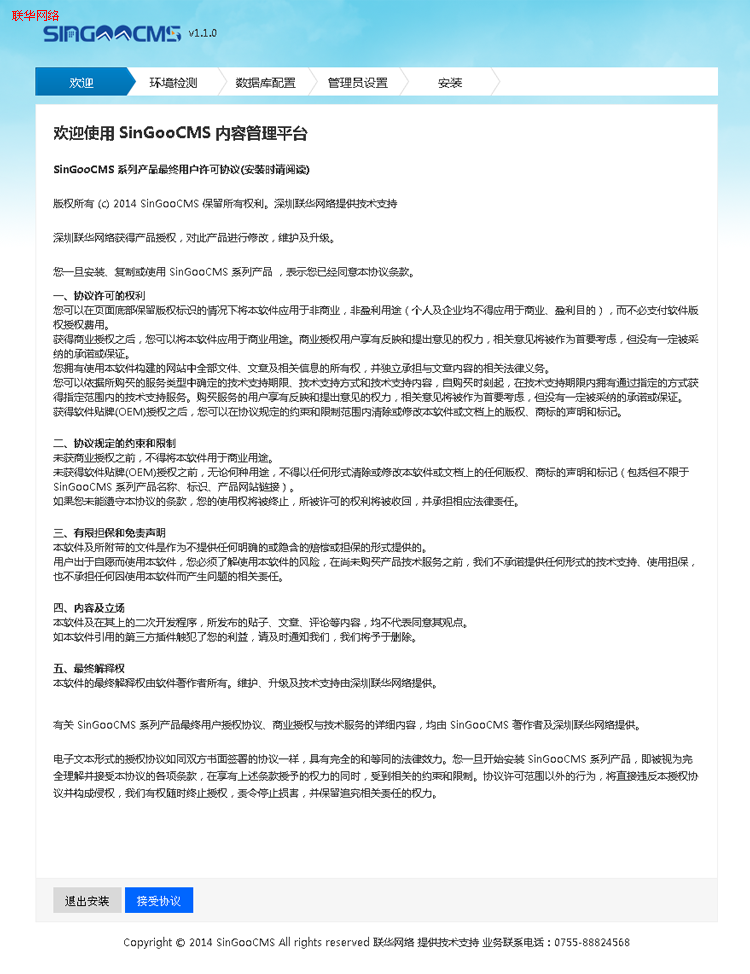 联华网络
SINGOOCMS v1.1.0
欢迎 环境检测 数据库配置 管理员设置 安装
欢迎使用 SinGooCMS 内容管理平台
SinGooCMS 系列产品最终用户许可协议(安装时请阅读)
版权所有 (c) 2014 SinGooCMS 保留所有权利。深圳联华网络提供技术支持
深圳联华网络获得产品授权，对此产品进行修改，维护及升级。
您一旦安装、复制或使用 SinGooCMS 系列产品 ，表示您已经同意本协议条款。
一、协议许可的权利
您可以在页面底部保留版权标识的情况下将本软件应用于非商业，非盈利用途（个人及企业均不得应用于商业、盈利目的），而不必支付软件版
权授权费用。
获得商业授权之后，您可以将本软件应用于商业用途。商业授权用户享有反映和提出意见的权力，相关意见将被作为首要考虑，但没有一定被采
纳的承诺或保证。
您拥有使用本软件构建的网站中全部文件、文章及相关信息的所有权，并独立承担与文章内容的相关法律义务。
您可以依据所购买的服务类型中确定的技术支持期限、技术支持方式和技术支持内容，自购买时刻起，在技术支持期限内拥有通过指定的方式获
得指定范围内的技术支持服务。购买服务的用户享有反映和提出意见的权力，相关意见将被作为首要考虑，但没有一定被采纳的承诺或保证。
获得软件贴牌(OEM)授权之后，您可以在协议规定的约束和限制范围内清除或修改本软件或文档上的版权、商标的声明和标记。
二、协议规定的约束和限制
未获商业授权之前，不得将本软件用于商业用途。
未获得软件贴牌(OEM)授权之前，无论何种用途，不得以任何形式清除或修改本软件或文档上的任何版权、商标的声明和标记（包括但不限于
SinGooCMS 系列产品名称、标识、产品网站链接）。
如果您未能遵守本协议的条款，您的使用权将被终止，所被许可的权利将被收回，并承担相应法律责任。
三、有限担保和免责声明
本软件及所附带的文件是作为不提供任何明确的或隐含的赔偿或担保的形式提供的。
用户出于自愿而使用本软件，您必须了解使用本软件的风险，在尚未购买产品技术服务之前，我们不承诺提供任何形式的技术支持、使用担保，
也不承担任何因使用本软件而产生问题的相关责任。
四、内容及立场
本软件及在其上的二次开发程序，所发布的贴子、文章、评论等内容，均不代表同意其观点。
如本软件引用的第三方插件触犯了您的利益，请及时通知我们，我们将予于删除。
五、最终解释权
本软件的最终解释权由软件著作者所有。维护、升级及技术支持由深圳联华网络提供。
有关 SinGooCMS 系列产品最终用户授权协议、商业授权与技术服务的详细内容，均由 SinGooCMS 著作者及深圳联华网络提供。
电子文本形式的授权协议如同双方书面签署的协议一样，具有完全的和等同的法律效力。您一旦开始安装 SinGooCMS 系列产品，即被视为完
全理解并接受本协议的各项条款，在享有上述条款授予的权力的同时，受到相关的约束和限制。协议许可范围以外的行为，将直接违反本授权协
议并构成侵权，我们有权随时终止授权，责令停止损害，并保留追究相关责任的权力。
退出安装 接受协议
Copyright © 2014 SinGooCMS All rights reserved 联华网络 提供技术支持 业务联系电话：0755-88824568